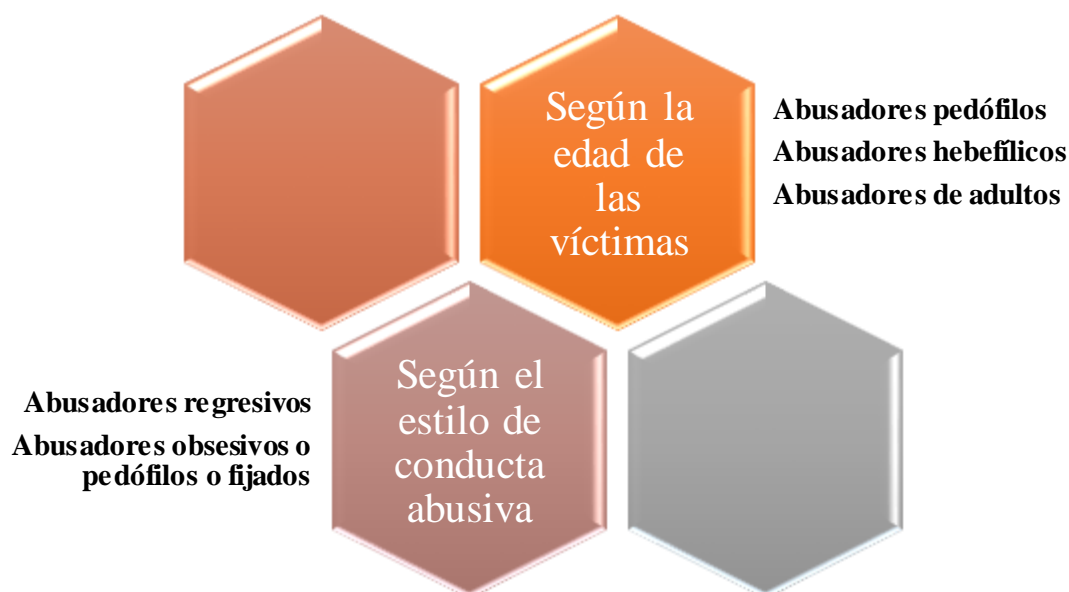 Según la
edad de
las
víctimas
Abusadores pedófilos
Abusadores hebefílicos
Abusadores de adultos
Abusadores regresivos
Abusadores obsesivos o
pedófilos o fijados
Según el
estilo de
conducta
abusiva